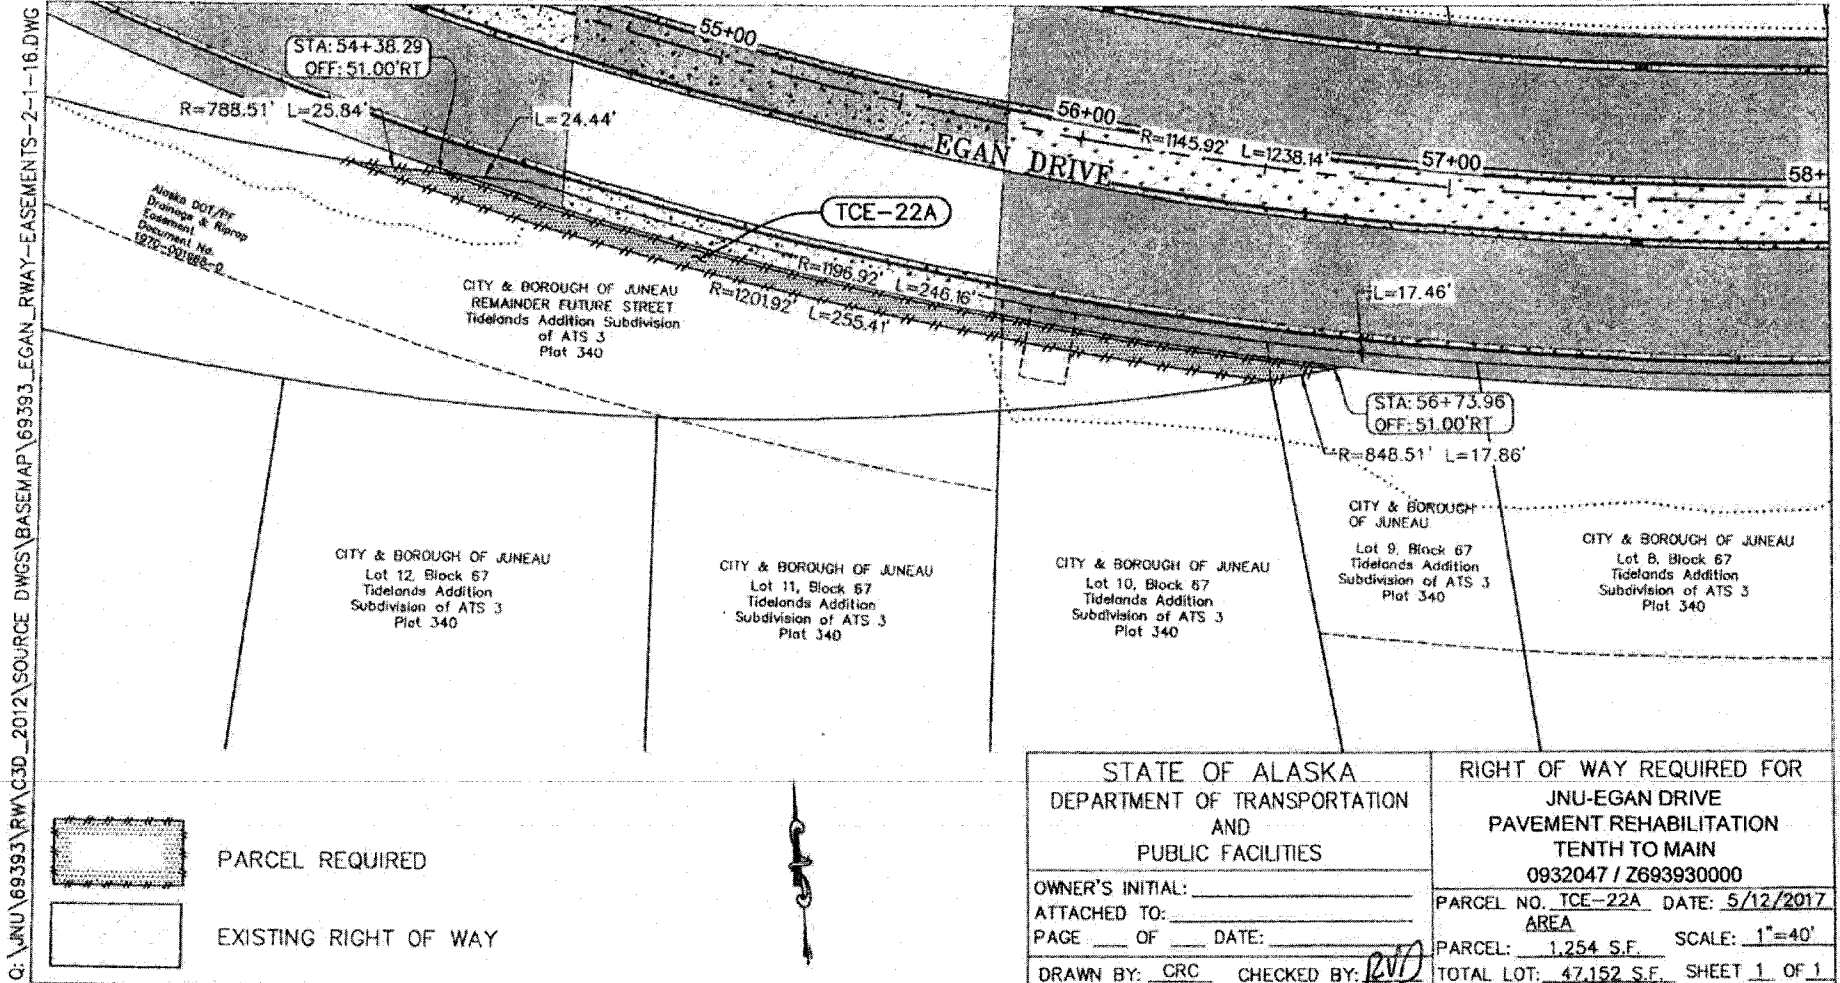 Q:\JNU\69393\RW\C3D_2012\SOURCE DWGS\BASEMAP\69393_EGAN_RWAY-EASEMENTS-2-1-16.DWG
STA: 54+38.29
OFF: 51.00'RT
55+00
R=788.51' L=25.84'
L=24.44'
56+00
R=1145.92' L=1238.14'
57+00
58+
EGAN DRIVE
Alaska DOT/PF
Drainage & Riprap
Easement
Document No.
TCE-22A
R=1196.92' L=246.16'
R=1201.92' L=255.41'
L=17.46'
CITY & BOROUGH OF JUNEAU
REMAINDER FUTURE STREET
Tidelands Addition Subdivision
of ATS 3
Plat 340
STA: 56+73.96
OFF: 51.00'RT
R=848.51' L=17.86'
CITY & BOROUGH OF JUNEAU
Lot 12, Block 67
Tidelands Addition
Subdivision of ATS 3
Plat 340
CITY & BOROUGH OF JUNEAU
Lot 11, Block 67
Tidelands Addition
Subdivision of ATS 3
Plat 340
CITY & BOROUGH OF JUNEAU
Lot 10, Block 67
Tidelands Addition
Subdivision of ATS 3
Plat 340
CITY & BOROUGH
OF JUNEAU
Lot 9, Block 67
Tidelands Addition
Subdivision of ATS 3
Plat 340
CITY & BOROUGH OF JUNEAU
Lot 8, Block 67
Tidelands Addition
Subdivision of ATS 3
Plat 340
PARCEL REQUIRED
EXISTING RIGHT OF WAY
STATE OF ALASKA
DEPARTMENT OF TRANSPORTATION
AND
PUBLIC FACILITIES
OWNER'S INITIAL:
ATTACHED TO:
PAGE ___ OF ___ DATE:
DRAWN BY: CRC CHECKED BY: RVD
RIGHT OF WAY REQUIRED FOR
JNU-EGAN DRIVE
PAVEMENT REHABILITATION
TENTH TO MAIN
0932047 / Z693930000
PARCEL NO. TCE-22A DATE: 5/12/2017
AREA
PARCEL: 1,254 S.F. SCALE: 1"=40'
TOTAL LOT: 47,152 S.F. SHEET 1 OF 1